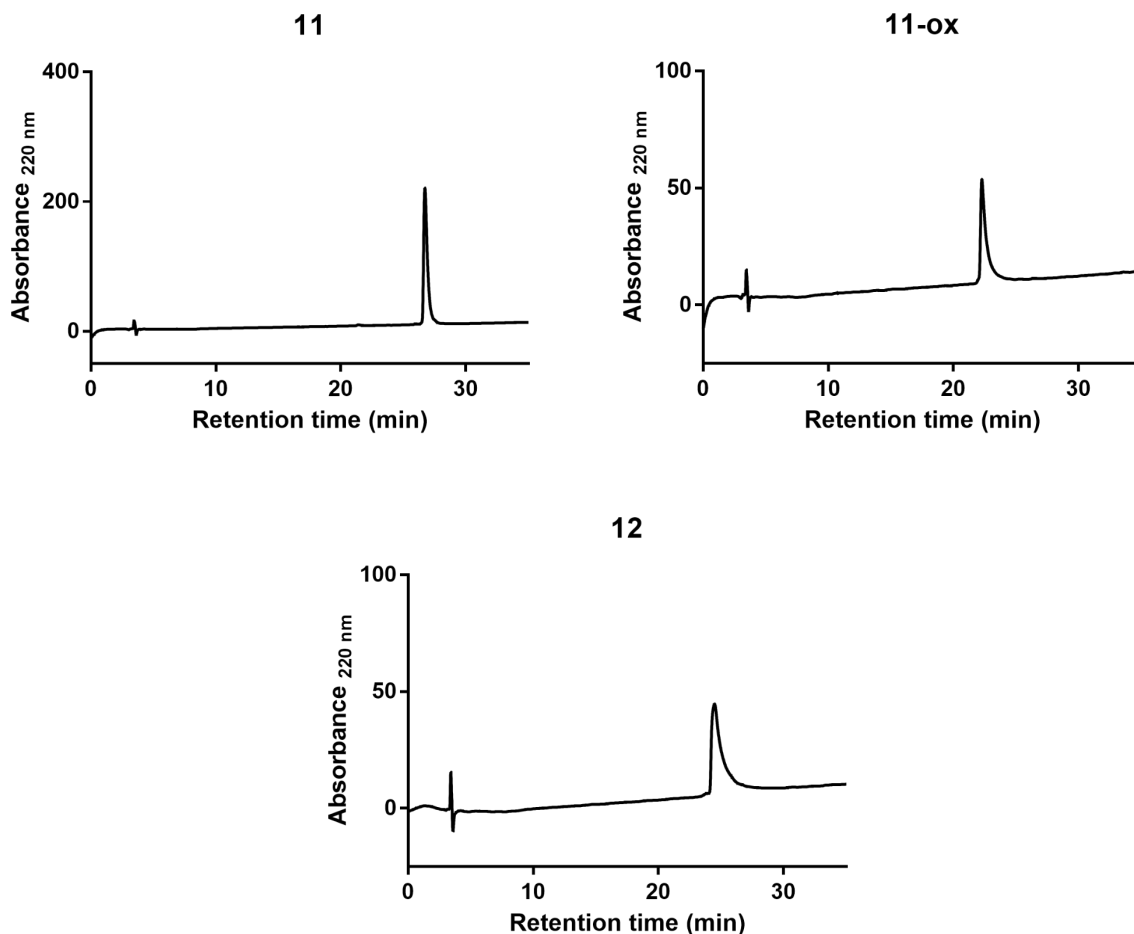 11
400
200
0
Absorbance 220 nm
0 10 20 30
Retention time (min)
11-ox
100
50
0
Absorbance 220 nm
0 10 20 30
Retention time (min)
12
100
50
0
Absorbance 220 nm
0 10 20 30
Retention time (min)